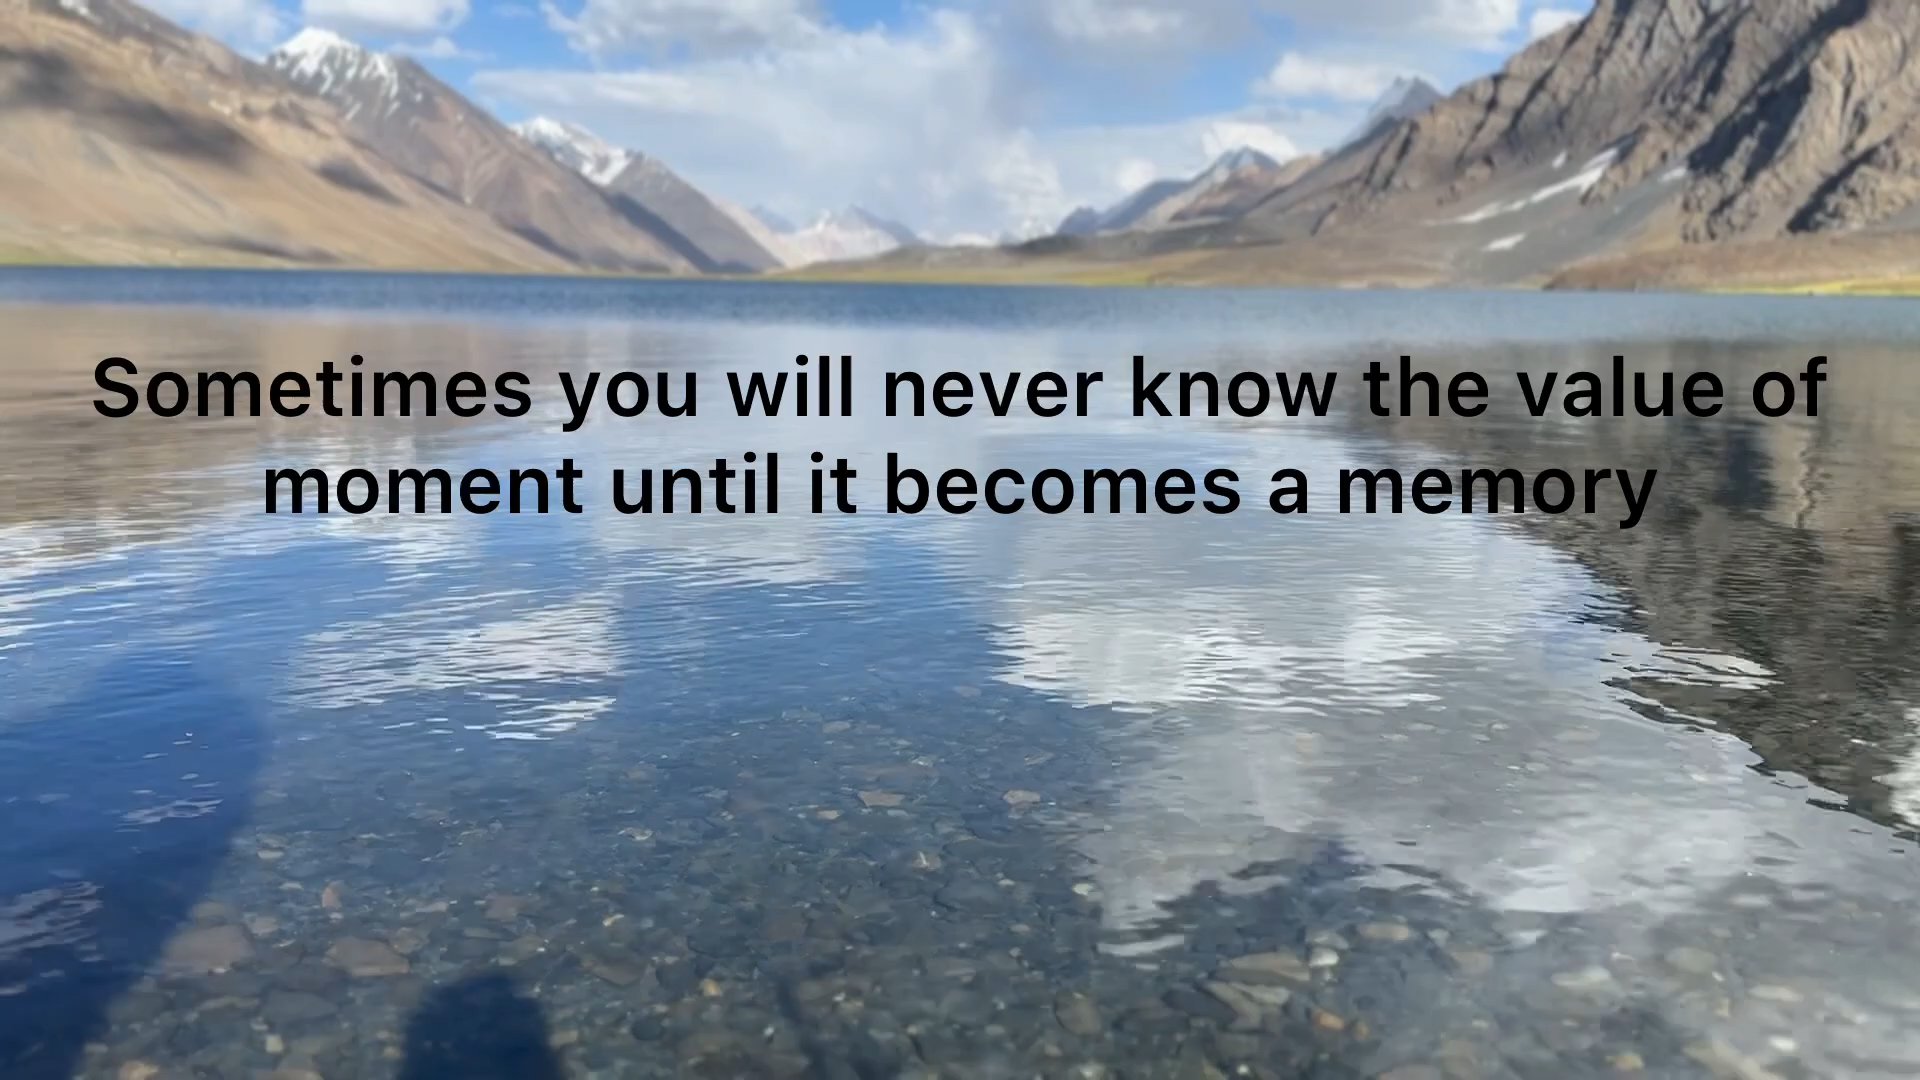 Sometimes you will never know the value of
moment until it becomes a memory